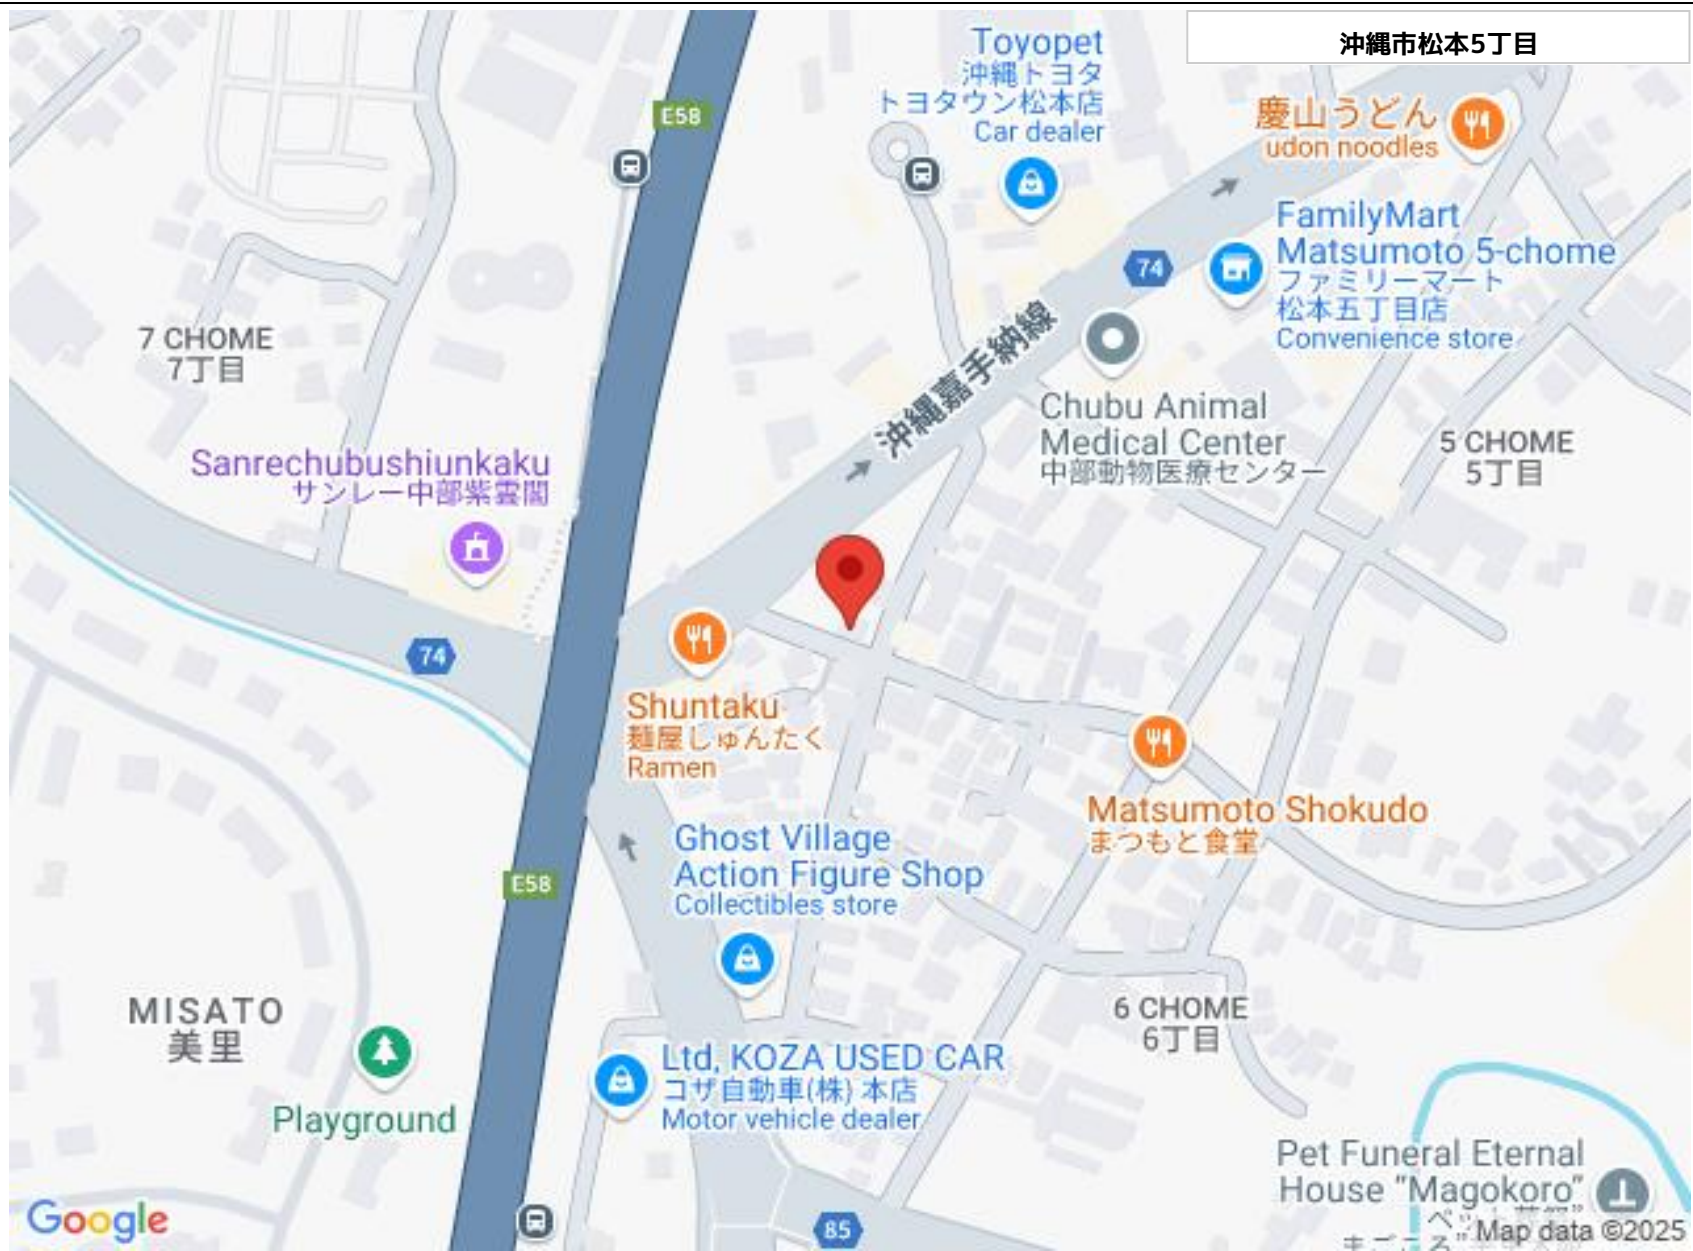 沖縄市松本5丁目
Toyopet
沖縄トヨタ
トヨタウン松本店
Car dealer
E58
慶山うどん
udon noodles
FamilyMart
Matsumoto 5-chome
ファミリーマート
松本五丁目店
Convenience store
74
沖縄嘉手納線
7 CHOME
7丁目
Chubu Animal
Medical Center
中部動物医療センター
5 CHOME
5丁目
Sanrechubushiunkaku
サンレー中部紫雲閣
74
Shuntaku
麺屋しゅんたく
Ramen
Matsumoto Shokudo
まつもと食堂
Ghost Village
Action Figure Shop
Collectibles store
E58
MISATO
美里
6 CHOME
6丁目
Ltd, KOZA USED CAR
コザ自動車(株) 本店
Motor vehicle dealer
Playground
Pet Funeral Eternal
House "Magokoro"
85
Google
Map data ©2025